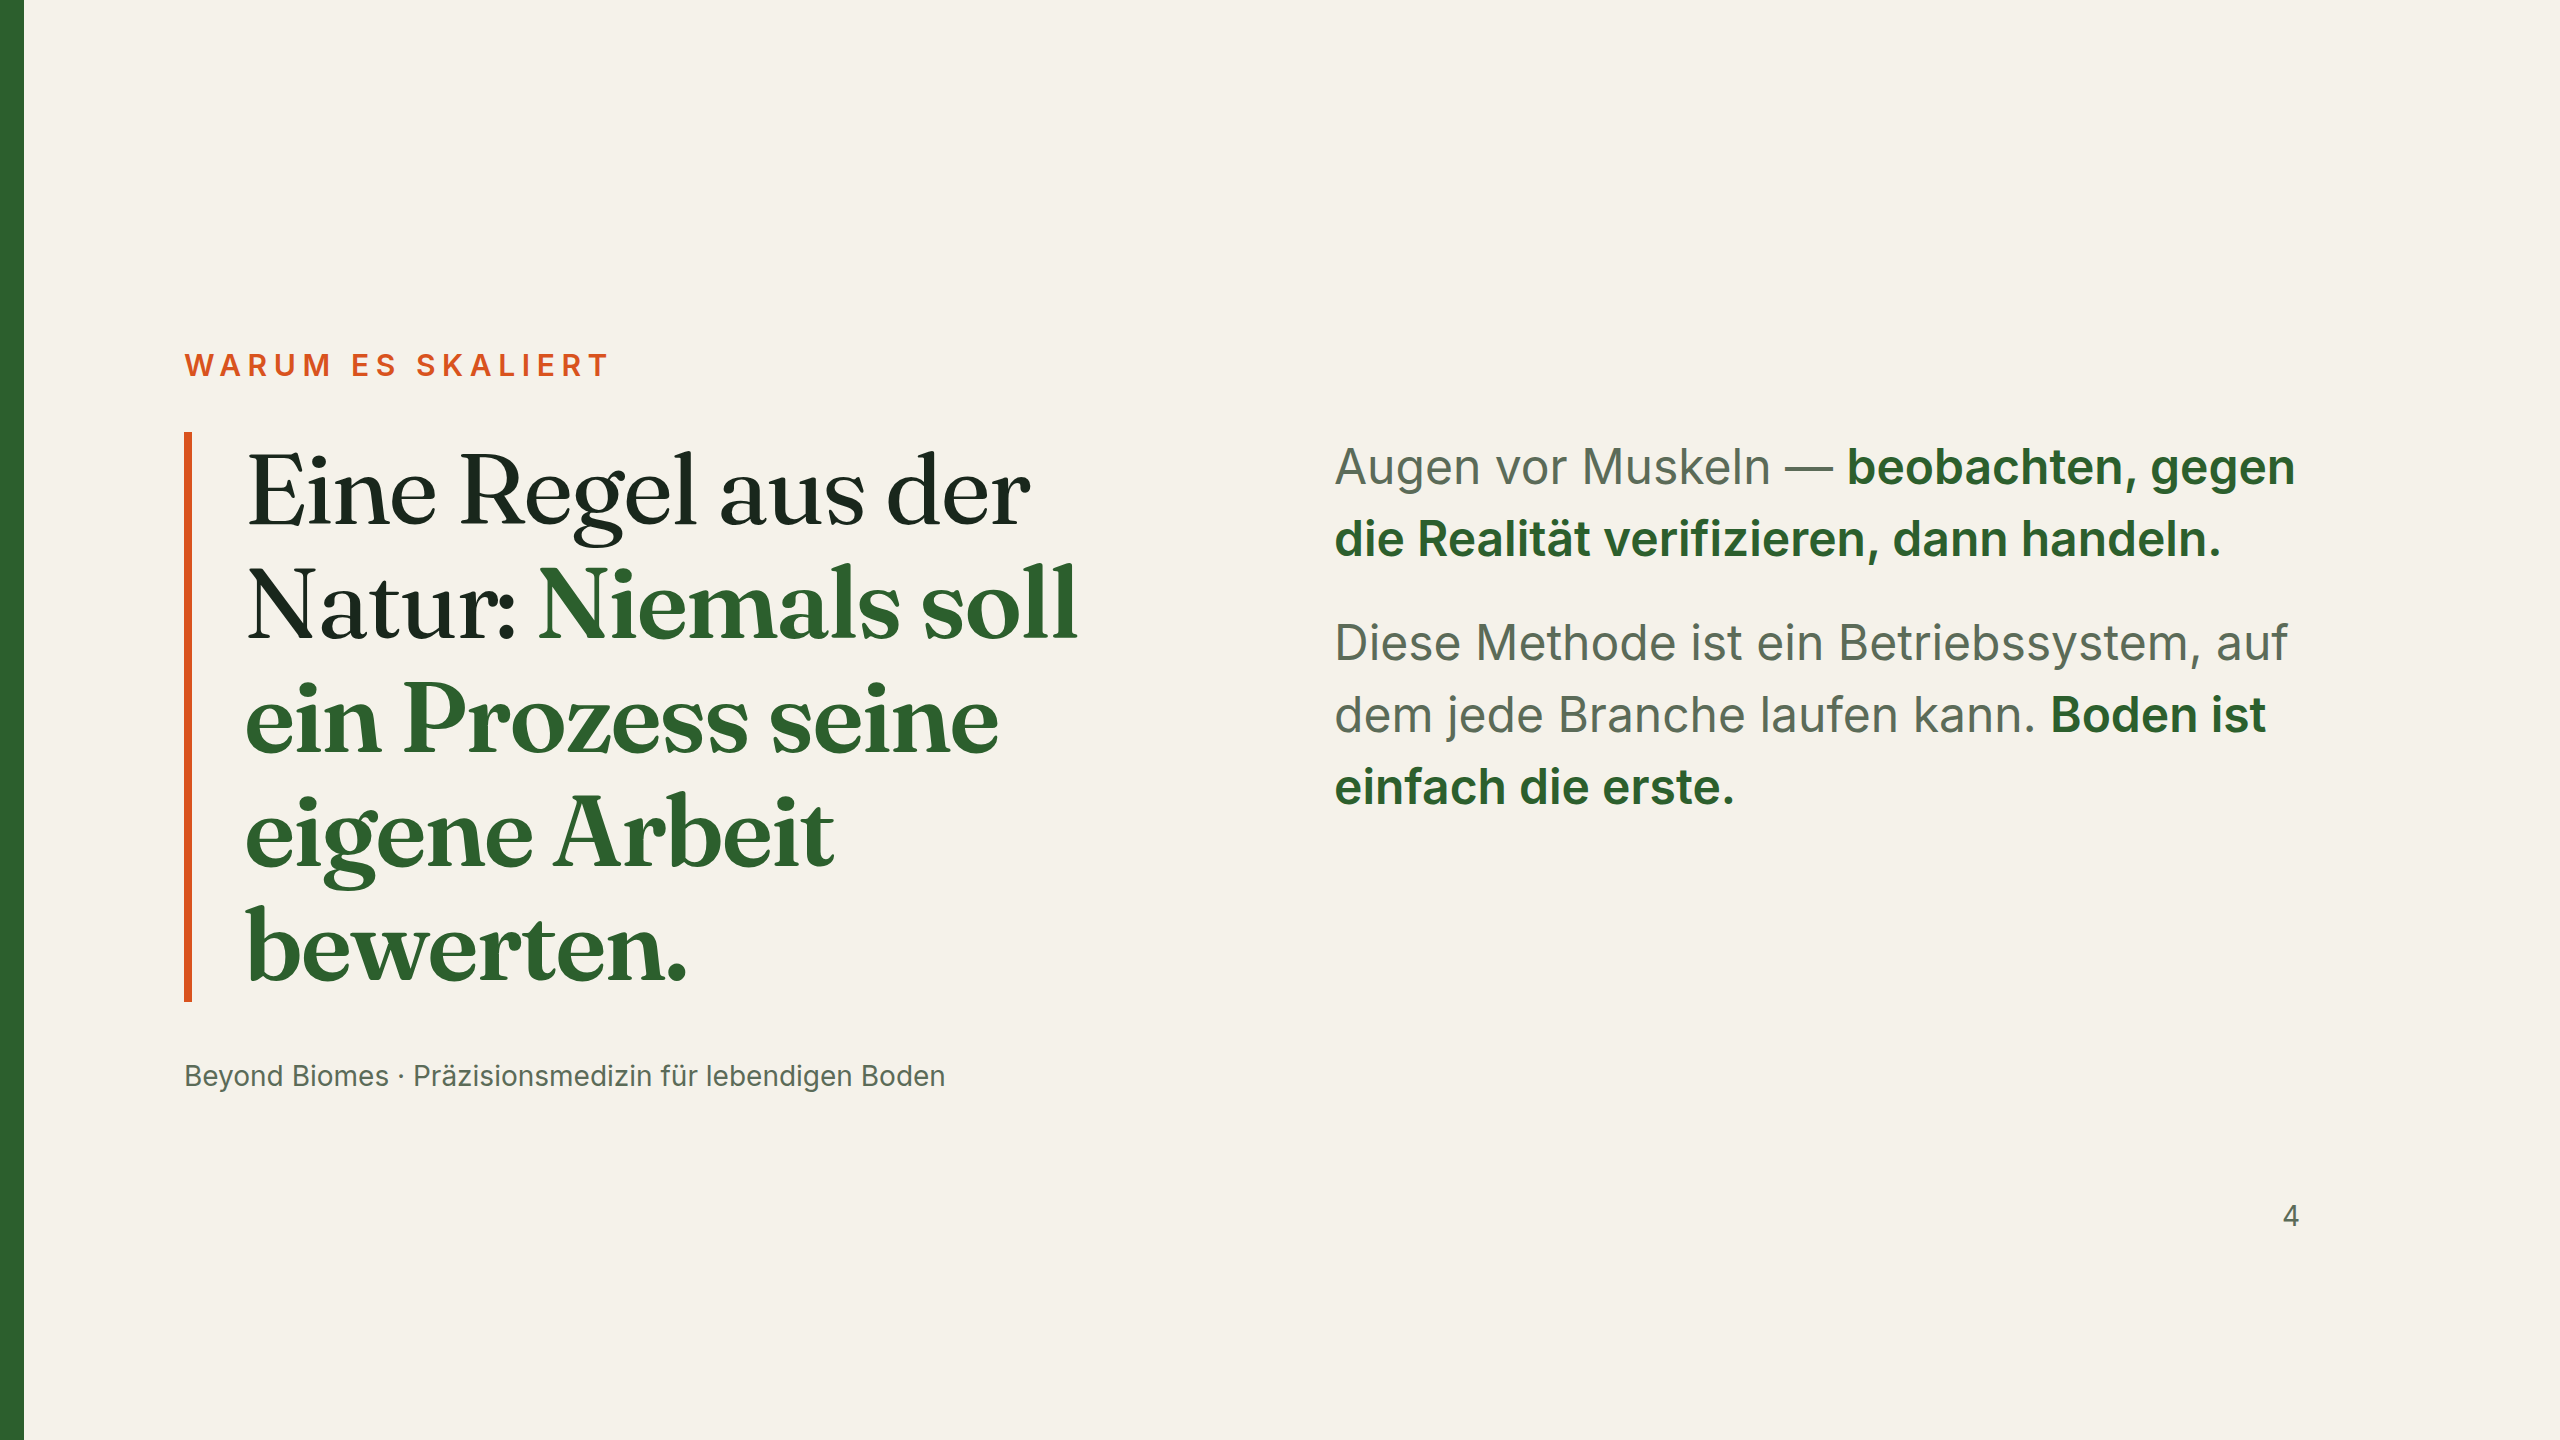 WARUM ES SKALIERT
Eine Regel aus der
Natur: Niemals soll
ein Prozess seine
eigene Arbeit
bewerten.
Beyond Biomes · Präzisionsmedizin für lebendigen Boden
Augen vor Muskeln — beobachten, gegen
die Realität verifizieren, dann handeln.
Diese Methode ist ein Betriebssystem, auf
dem jede Branche laufen kann. Boden ist
einfach die erste.
4